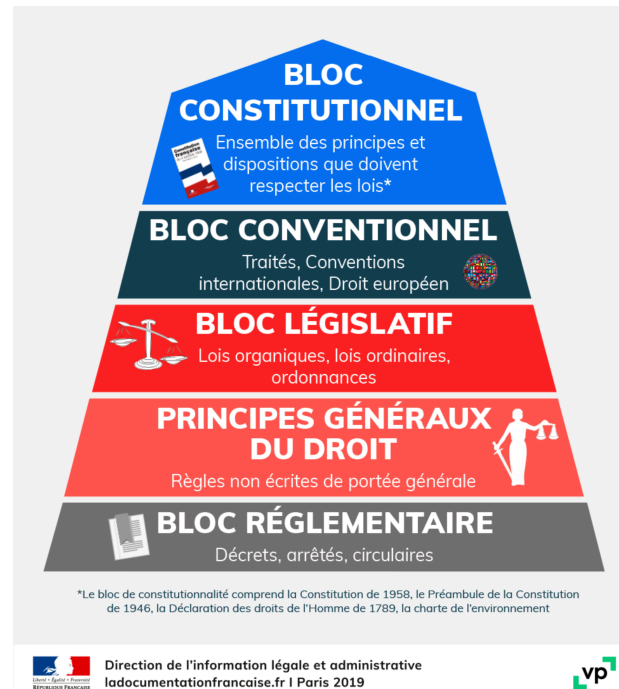 BLOC
CONSTITUTIONNEL
Ensemble des principes et
dispositions que doivent
respecter les lois*
Constitution
française
BLOC CONVENTIONNEL
Traités, Conventions
internationales, Droit européen
BLOC LÉGISLATIF
Lois organiques, lois ordinaires,
ordonnances
PRINCIPES GÉNÉRAUX
DU DROIT
Règles non écrites de portée générale
BLOC RÉGLEMENTAIRE
Décrets, arrêtés, circulaires
*Le bloc de constitutionnalité comprend la Constitution de 1958, le Préambule de la Constitution
de 1946, la Déclaration des droits de l'Homme de 1789, la charte de l'environnement
Liberté • Égalité • Fraternité
RÉPUBLIQUE FRANÇAISE
Direction de l'information légale et administrative
ladocumentationfrancaise.fr I Paris 2019
vp